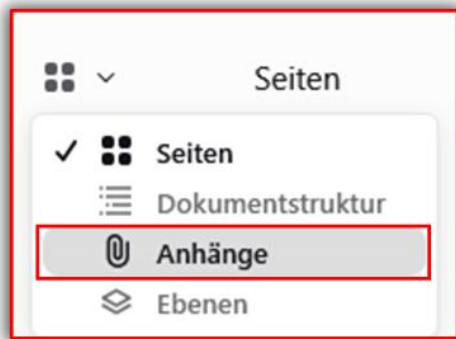 Seiten
Seiten
Dokumentstruktur
Anhänge
Ebenen